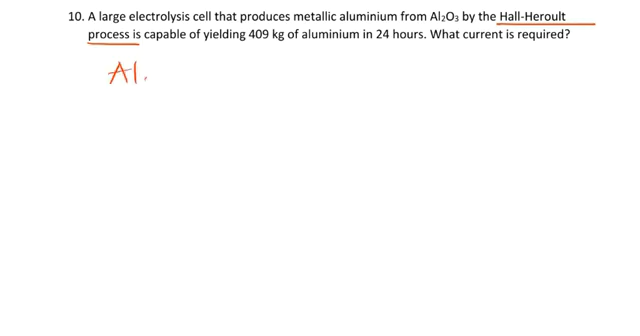 10. A large electrolysis cell that produces metallic aluminium from Al₂O₃ by the Hall-Heroult
process is capable of yielding 409 kg of aluminium in 24 hours. What current is required?
Al.